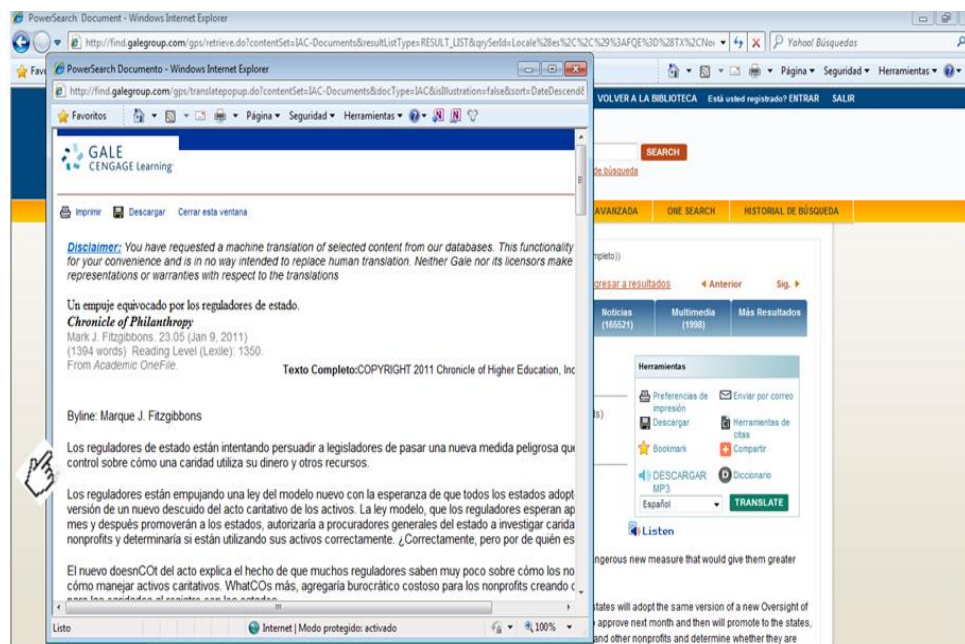 PowerSearch Document - Windows Internet Explorer
http://find.galegroup.com/gps/retrieve.do?contentSet=IAC-Documents&resultListType=RESULT_LIST&qrySerId=Locale%28es%2C%2C%29%3AFQE%3D%28TX%2CNo
Yahoo! Búsquedas
Página Seguridad Herramientas
VOLVER A LA BIBLIOTECA Está usted registrado? ENTRAR SALIR
SEARCH
de búsqueda
AVANZADA ONE SEARCH HISTORIAL DE BÚSQUEDA
mpleto))
gresar a resultados Anterior Sig.
Noticias (165521) Multimedia (1998) Más Resultados
Herramientas
Preferencias de impresión Enviar por correo
Descargar Herramientas de citas
Bookmark Compartir
DESCARGAR MP3 Diccionario
Español TRANSLATE
Listen
ngerous new measure that would give them greater
states will adopt the same version of a new Oversight of
approve next month and then will promote to the states,
and other nonprofits and determine whether they are
PowerSearch Documento - Windows Internet Explorer
http://find.galegroup.com/gps/translatepopup.do?contentSet=IAC-Documents&docType=IAC&isIllustration=false&sort=DateDescend&
Favoritos Página Seguridad Herramientas
GALE
CENGAGE Learning
Imprimir Descargar Cerrar esta ventana
Disclaimer: You have requested a machine translation of selected content from our databases. This functionality
for your convenience and is in no way intended to replace human translation. Neither Gale nor its licensors make
representations or warranties with respect to the translations
Un empuje equivocado por los reguladores de estado.
Chronicle of Philanthropy
Mark J. Fitzgibbons. 23.05 (Jan 9, 2011)
(1394 words) Reading Level (Lexile): 1350.
From Academic OneFile.
Texto Completo:COPYRIGHT 2011 Chronicle of Higher Education, Inc
Byline: Marque J. Fitzgibbons
Los reguladores de estado están intentando persuadir a legisladores de pasar una nueva medida peligrosa que
control sobre cómo una caridad utiliza su dinero y otros recursos.
Los reguladores están empujando una ley del modelo nuevo con la esperanza de que todos los estados adopt
versión de un nuevo descuido del acto caritativo de los activos. La ley modelo, que los reguladores esperan ap
mes y después promoverán a los estados, autorizaría a procuradores generales del estado a investigar carida
nonprofits y determinaría si están utilizando sus activos correctamente. ¿Correctamente, pero por de quién es
El nuevo doesnCOt del acto explica el hecho de que muchos reguladores saben muy poco sobre cómo los no
cómo manejar activos caritativos. WhatCOs más, agregaría burocrático costoso para los nonprofits creando c
Listo Internet | Modo protegido: activado 100%